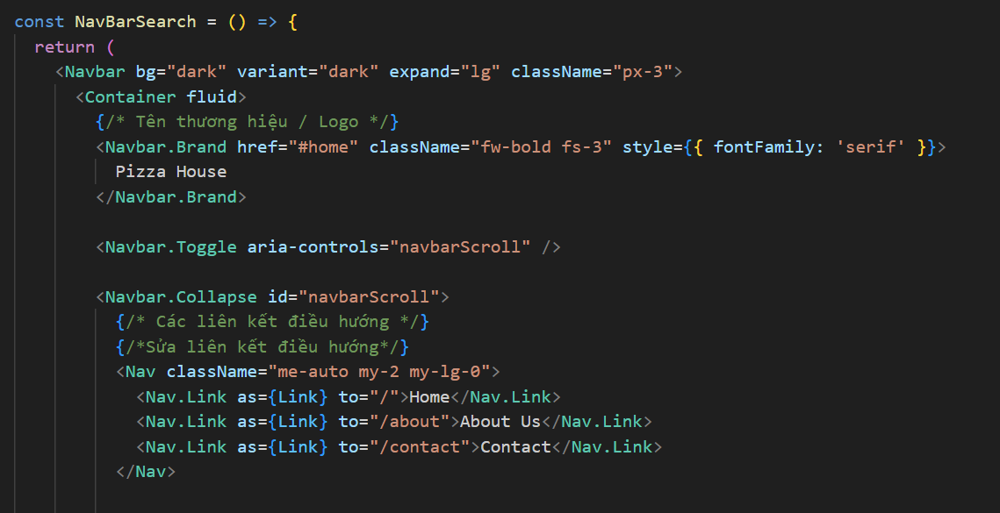 const NavBarSearch = () => {
return (
<Navbar bg="dark" variant="dark" expand="lg" className="px-3">
<Container fluid>
{/* Tên thương hiệu / Logo */}
<Navbar.Brand href="#home" className="fw-bold fs-3" style={{ fontFamily: 'serif' }}>
Pizza House
</Navbar.Brand>
<Navbar.Toggle aria-controls="navbarScroll" />
<Navbar.Collapse id="navbarScroll">
{/* Các liên kết điều hướng */}
{/*Sửa liên kết điều hướng*/}
<Nav className="me-auto my-2 my-lg-0">
<Nav.Link as={Link} to="/">Home</Nav.Link>
<Nav.Link as={Link} to="/about">About Us</Nav.Link>
<Nav.Link as={Link} to="/contact">Contact</Nav.Link>
</Nav>